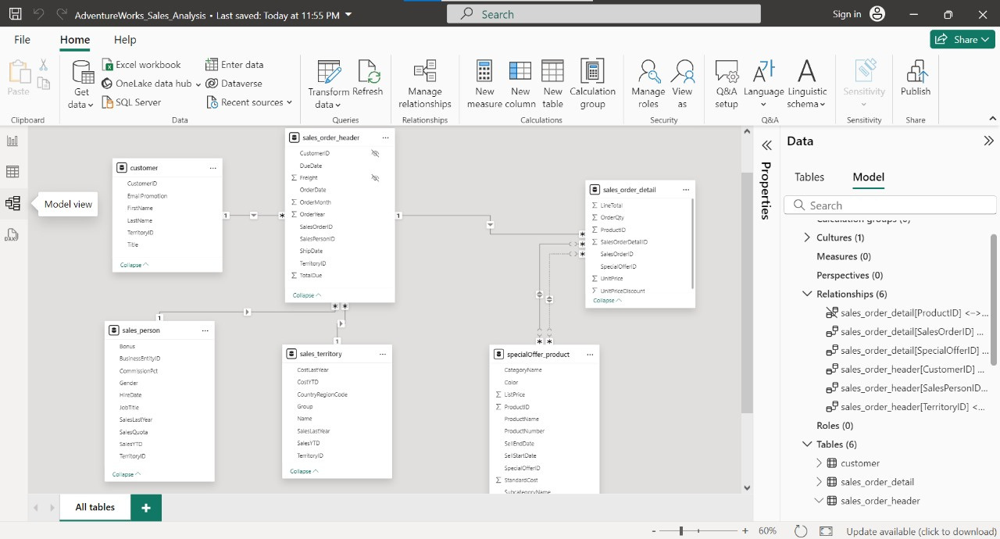 AdventureWorks_Sales_Analysis • Last saved: Today at 11:55 PM
Search
Sign in
File
Home
Help
Share
Paste
Clipboard
Get data
Excel workbook
OneLake data hub
SQL Server
Enter data
Dataverse
Recent sources
Data
Transform data
Refresh
Queries
Manage relationships
Relationships
New measure
New column
New table
Calculation group
Calculations
Manage roles
View as
Security
Q&A setup
Language
Linguistic schema
Q&A
Sensitivity
Sensitivity
Publish
Share
Model view
DAX
customer
CustomerID
EmailPromotion
FirstName
LastName
TerritoryID
Title
Collapse
1
*
sales_order_header
CustomerID
DueDate
Freight
OrderDate
OrderMonth
OrderYear
SalesOrderID
SalesPersonID
ShipDate
TerritoryID
TotalDue
Collapse
1
*
*
sales_order_detail
LineTotal
OrderQty
ProductID
SalesOrderDetailID
SalesOrderID
SpecialOfferID
UnitPrice
UnitPriceDiscount
Collapse
*
*
*
1
sales_person
Bonus
BusinessEntityID
CommissionPct
Gender
HireDate
JobTitle
SalesLastYear
SalesQuota
SalesYTD
TerritoryID
Collapse
1
sales_territory
CostLastYear
CostYTD
CountryRegionCode
Group
Name
SalesLastYear
SalesYTD
TerritoryID
Collapse
*
*
specialOffer_product
CategoryName
Color
ListPrice
ProductID
ProductName
ProductNumber
SellEndDate
SellStartDate
SpecialOfferID
StandardCost
SubcategoryName
Properties
Data
Tables
Model
Search
Calculation groups (0)
Cultures (1)
Measures (0)
Perspectives (0)
Relationships (6)
sales_order_detail[ProductID] <->...
sales_order_detail[SalesOrderID] ...
sales_order_detail[SpecialOfferID] ...
sales_order_header[CustomerID] ...
sales_order_header[SalesPersonID...
sales_order_header[TerritoryID] <...
Roles (0)
Tables (6)
customer
sales_order_detail
sales_order_header
All tables
+
- + 60%
Update available (click to download)